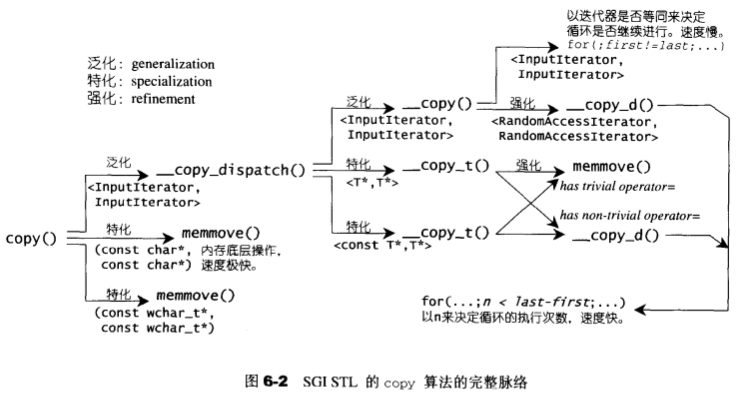 以迭代器是否等同来决定
循环是否继续进行。速度慢。
for(;first!=last;...)
<InputIterator,
InputIterator>
泛化：generalization
特化：specialization
强化：refinement
泛化 __copy() 强化 __copy_d()
<InputIterator,
InputIterator>
<RandomAccessIterator,
RandomAccessIterator>
泛化 __copy_dispatch()
<InputIterator,
InputIterator>
特化 __copy_t() 强化 memmove()
<T*,T*>
has trivial operator=
has non-trivial operator=
特化 __copy_t() __copy_d()
<const T*,T*>
copy()
特化 memmove()
(const char*, 内存底层操作，
const char*) 速度极快。
特化 memmove()
(const wchar_t*,
const wchar_t*)
for(...;n < last-first;...)
以n来决定循环的执行次数，速度快。
图 6-2 SGI STL 的 copy 算法的完整脉络